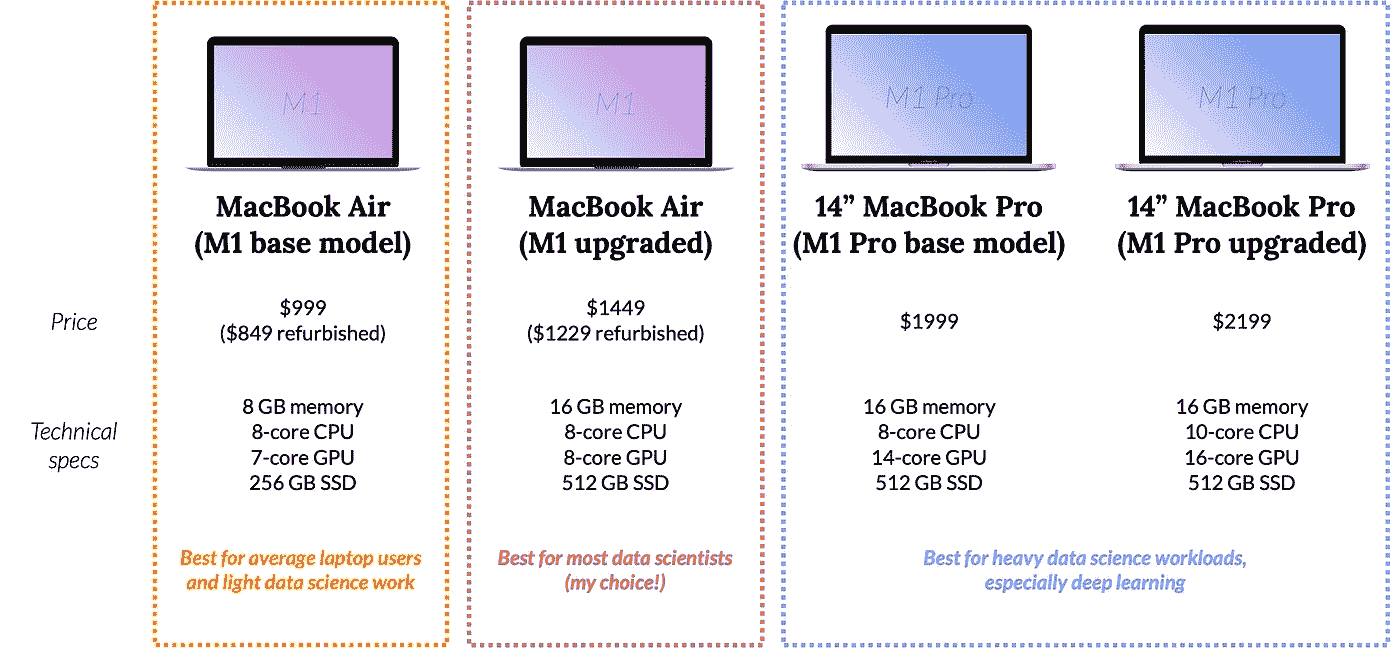 M1
M1
M1 Pro
M1 Pro
MacBook Air
(M1 base model)
MacBook Air
(M1 upgraded)
14” MacBook Pro
(M1 Pro base model)
14” MacBook Pro
(M1 Pro upgraded)
Price
$999
($849 refurbished)
$1449
($1229 refurbished)
$1999
$2199
Technical
specs
8 GB memory
8-core CPU
7-core GPU
256 GB SSD
16 GB memory
8-core CPU
8-core GPU
512 GB SSD
16 GB memory
8-core CPU
14-core GPU
512 GB SSD
16 GB memory
10-core CPU
16-core GPU
512 GB SSD
Best for average laptop users
and light data science work
Best for most data scientists
(my choice!)
Best for heavy data science workloads,
especially deep learning